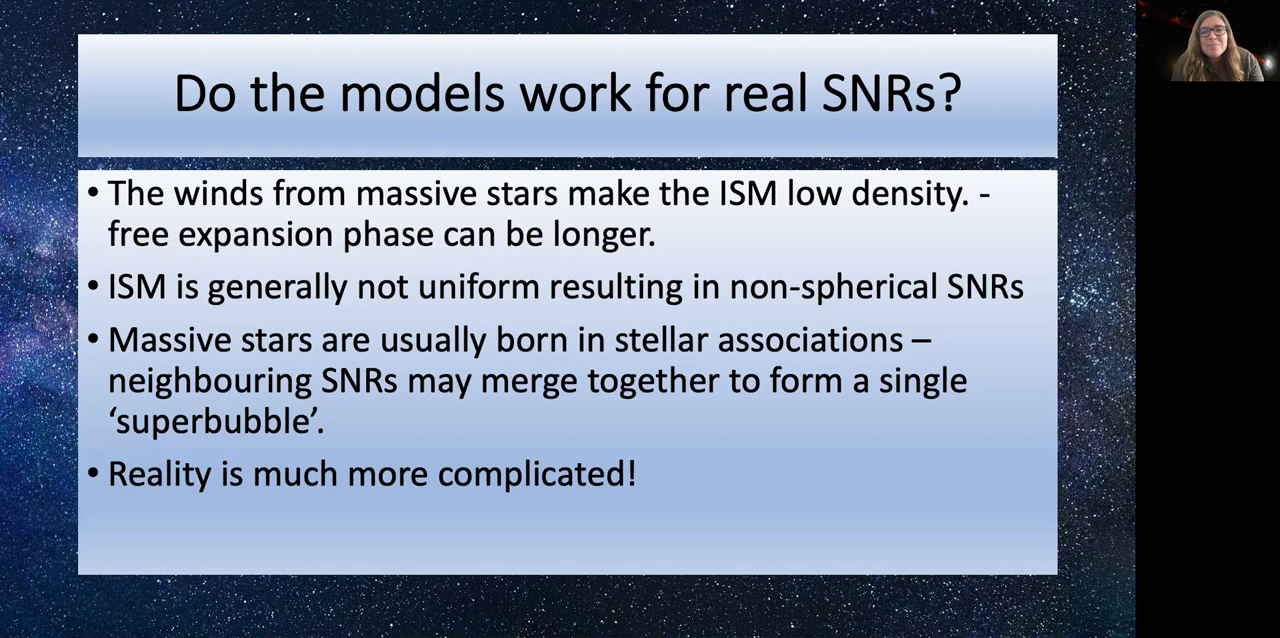 Do the models work for real SNRs?
• The winds from massive stars make the ISM low density. -
free expansion phase can be longer.
• ISM is generally not uniform resulting in non-spherical SNRs
• Massive stars are usually born in stellar associations –
neighbouring SNRs may merge together to form a single
‘superbubble’.
• Reality is much more complicated!